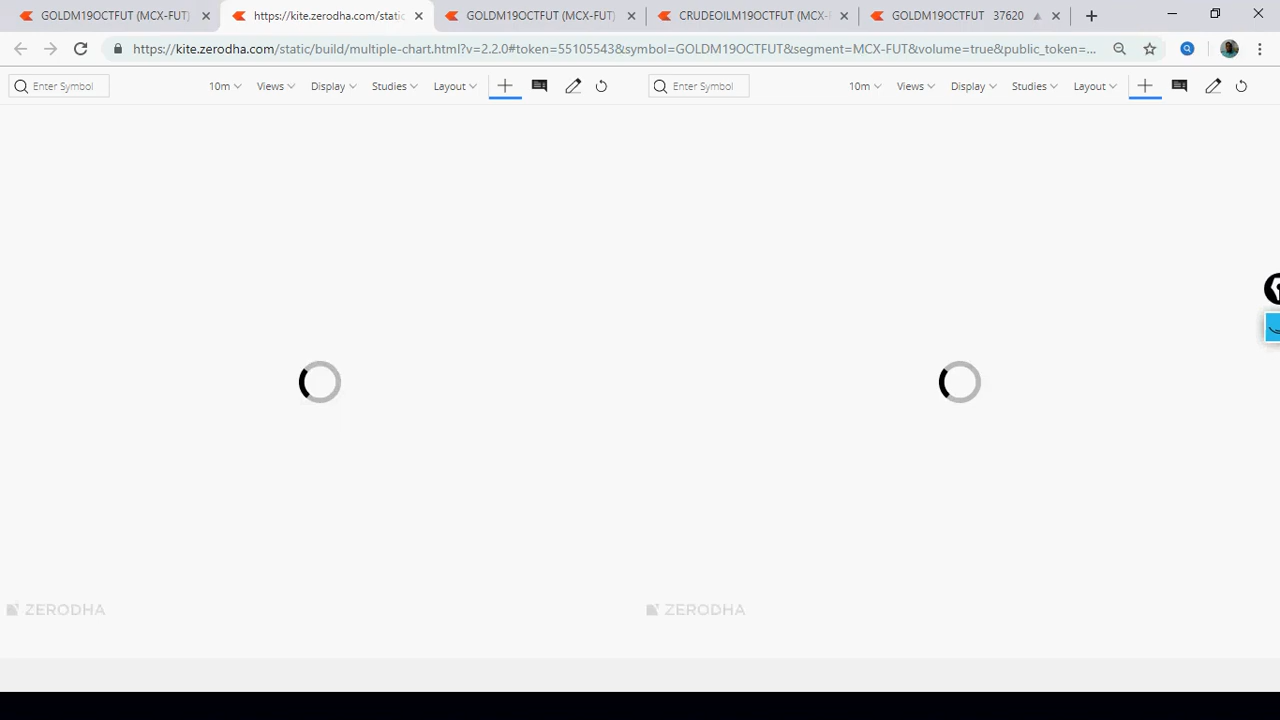 GOLDM19OCTFUT (MCX-FUT)
https://kite.zerodha.com/static
GOLDM19OCTFUT (MCX-FUT)
CRUDEOILM19OCTFUT (MCX-F
GOLDM19OCTFUT 37620
https://kite.zerodha.com/static/build/multiple-chart.html?v=2.2.0#token=55105543&symbol=GOLDM19OCTFUT&segment=MCX-FUT&volume=true&public_token=...
Enter Symbol 10m Views Display Studies Layout
Enter Symbol 10m Views Display Studies Layout
ZERODHA
ZERODHA